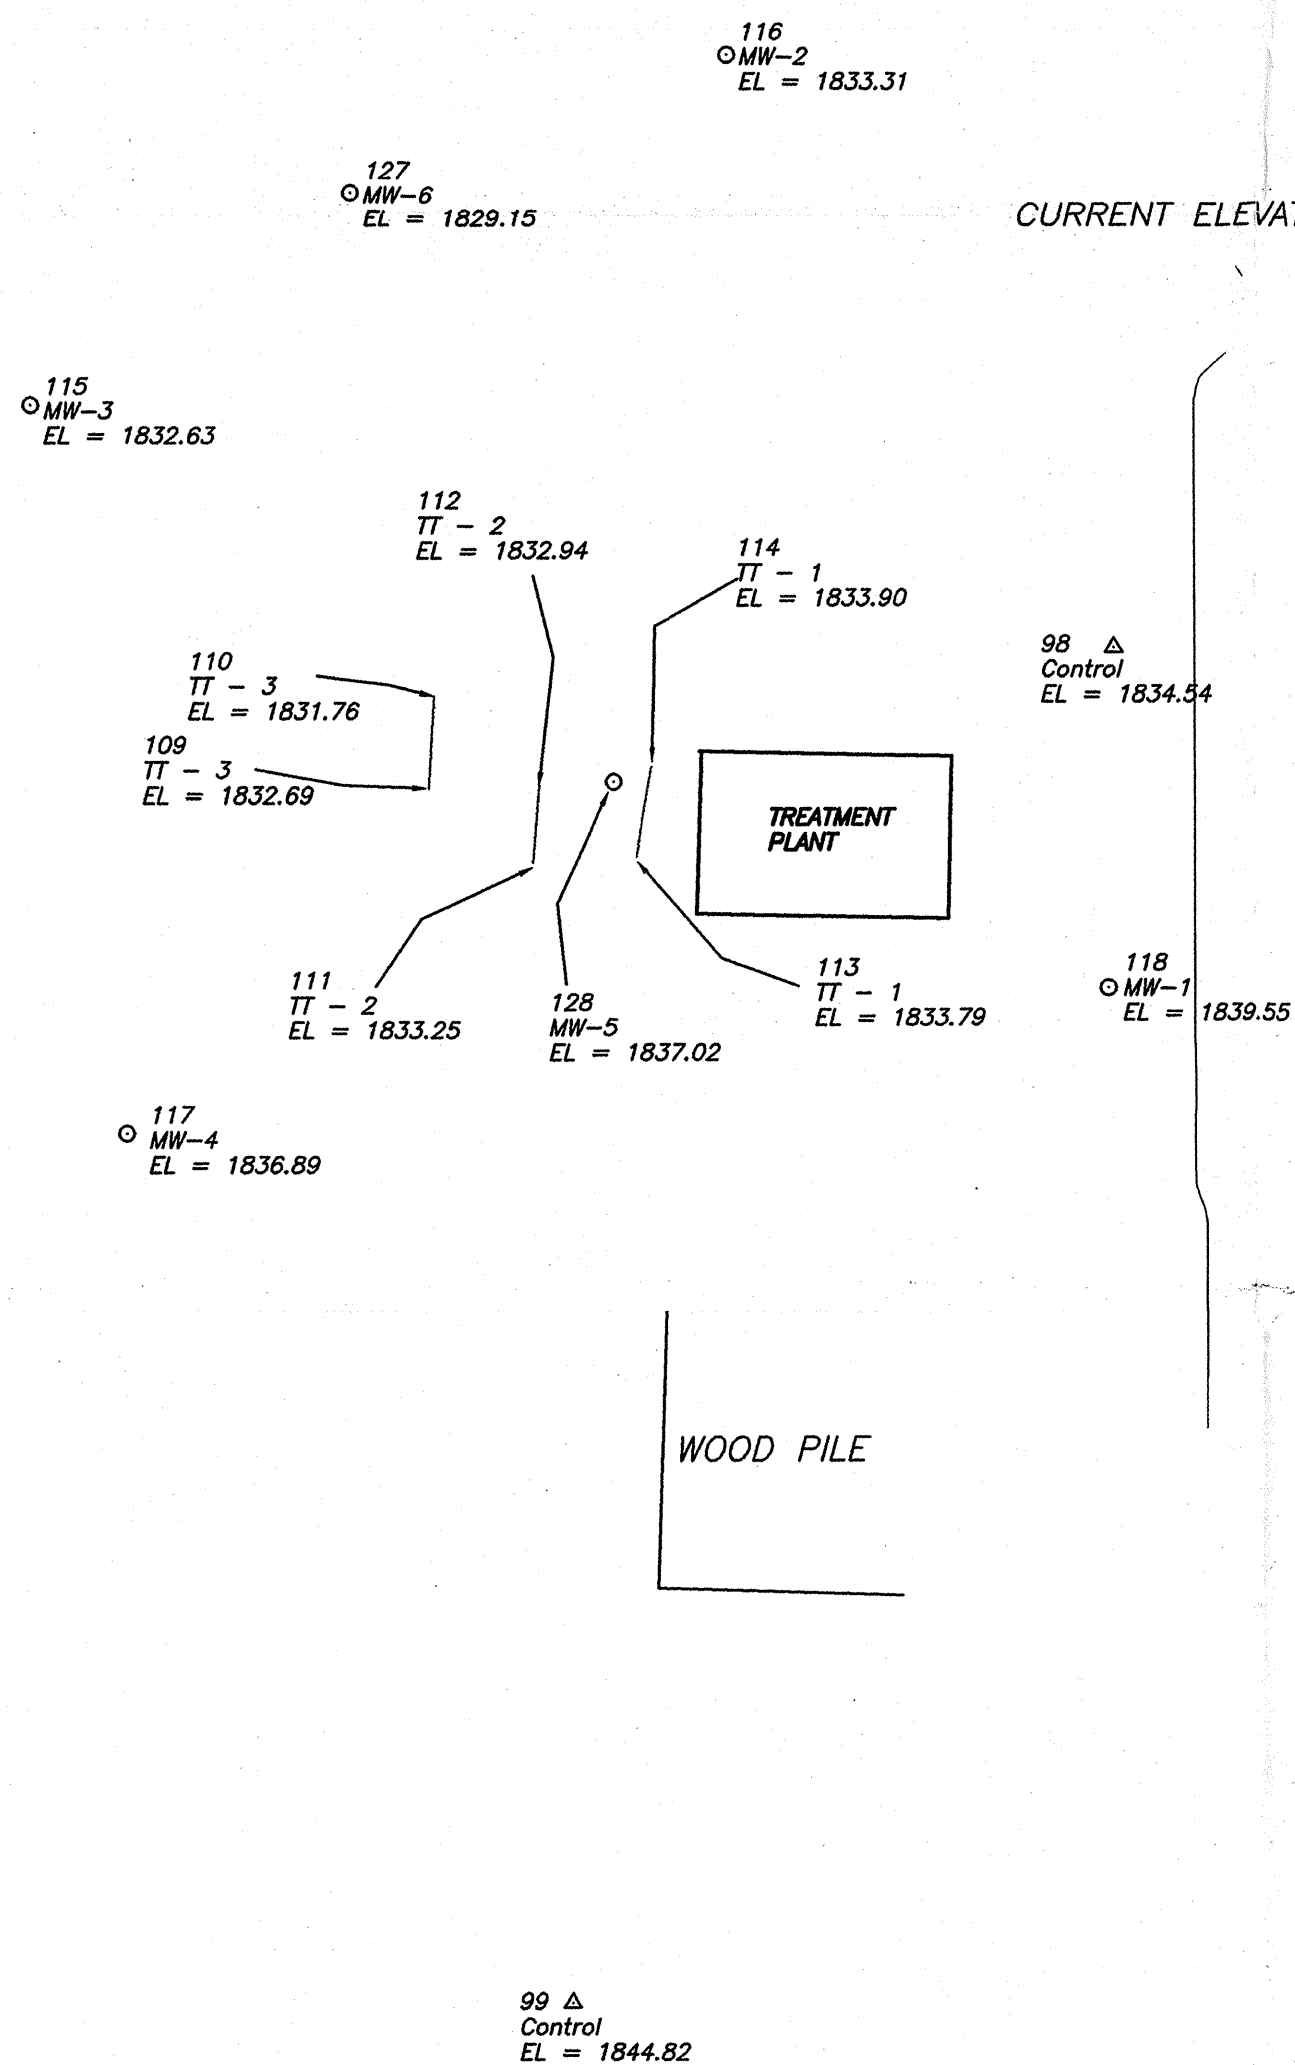 116
MW-2
EL = 1833.31
127
MW-6
EL = 1829.15
CURRENT ELEVAT
115
MW-3
EL = 1832.63
112
TT - 2
EL = 1832.94
114
TT - 1
EL = 1833.90
98
Control
EL = 1834.54
110
TT - 3
EL = 1831.76
109
TT - 3
EL = 1832.69
TREATMENT
PLANT
111
TT - 2
EL = 1833.25
128
MW-5
EL = 1837.02
113
TT - 1
EL = 1833.79
118
MW-1
EL = 1839.55
117
MW-4
EL = 1836.89
WOOD PILE
99
Control
EL = 1844.82